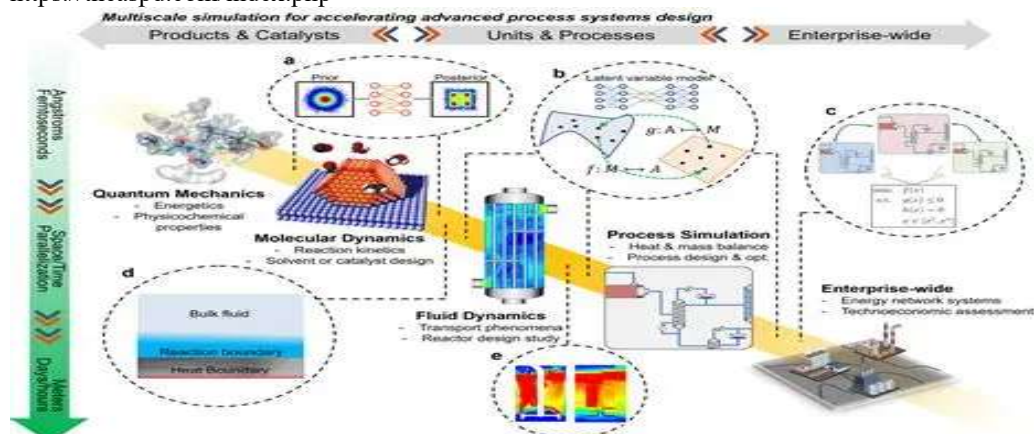 Multiscale simulation for accelerating advanced process systems design
Products & Catalysts
Units & Processes
Enterprise-wide
Angstroms
Femtoseconds
Space/Time
Parallelization
Meters
Days/hours
a
Prior
Posterior
b
Latent variable model
g: A ↦ M
f: M ↦ A
c
Quantum Mechanics
- Energetics
- Physicochemical
properties
Molecular Dynamics
- Reaction kinetics
- Solvent or catalyst design
Process Simulation
- Heat & mass balance
- Process design & opt.
Enterprise-wide
- Energy network systems
- Technoeconomic assessment
d
Bulk fluid
Reaction boundary
Heat Boundary
Fluid Dynamics
- Transport phenomena
- Reactor design study
e